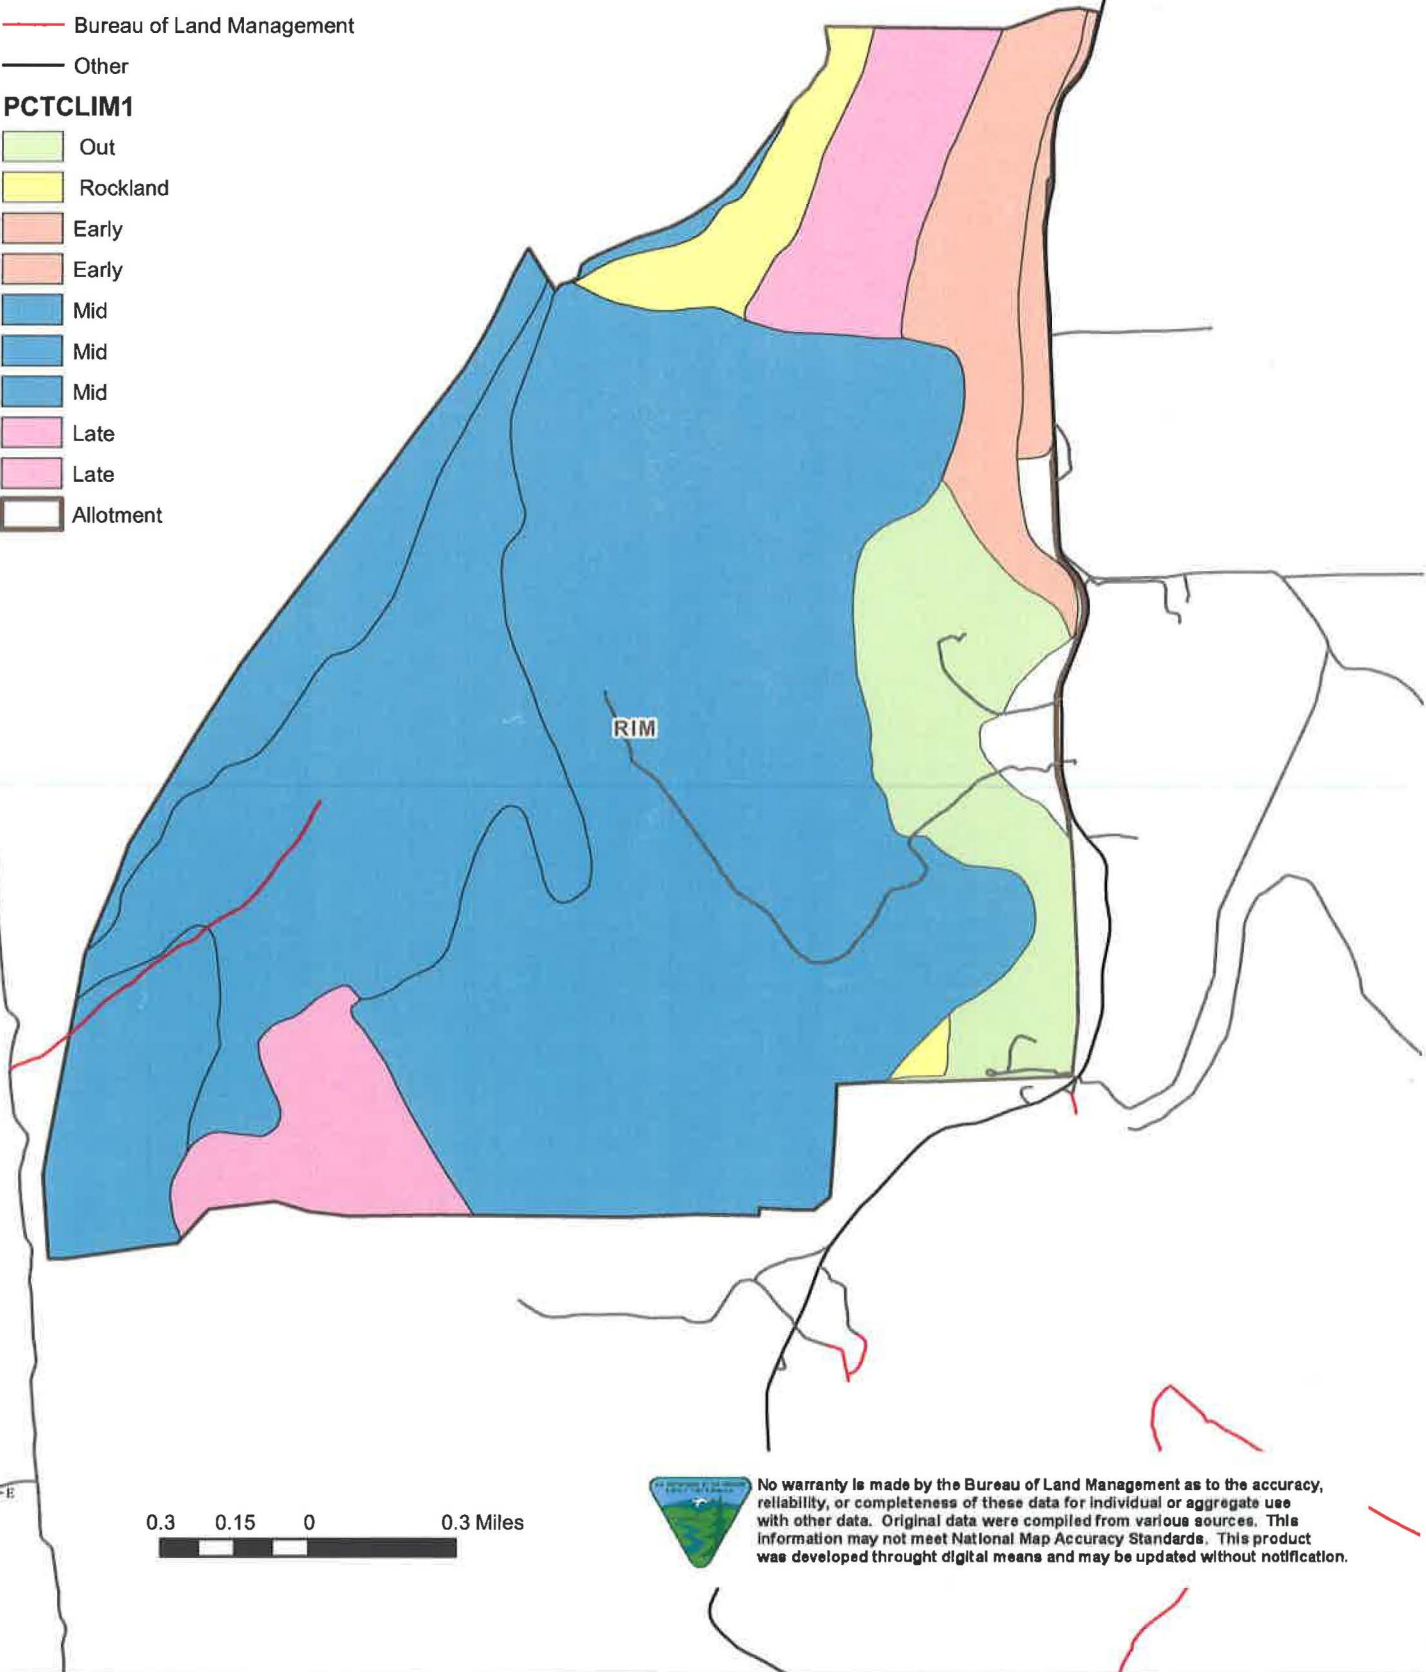 Bureau of Land Management
Other
PCTCLIM1
Out
Rockland
Early
Early
Mid
Mid
Mid
Late
Late
Allotment
RIM
E
0.3 0.15 0 0.3 Miles
No warranty is made by the Bureau of Land Management as to the accuracy,
reliability, or completeness of these data for individual or aggregate use
with other data. Original data were compiled from various sources. This
information may not meet National Map Accuracy Standards. This product
was developed throught digital means and may be updated without notification.